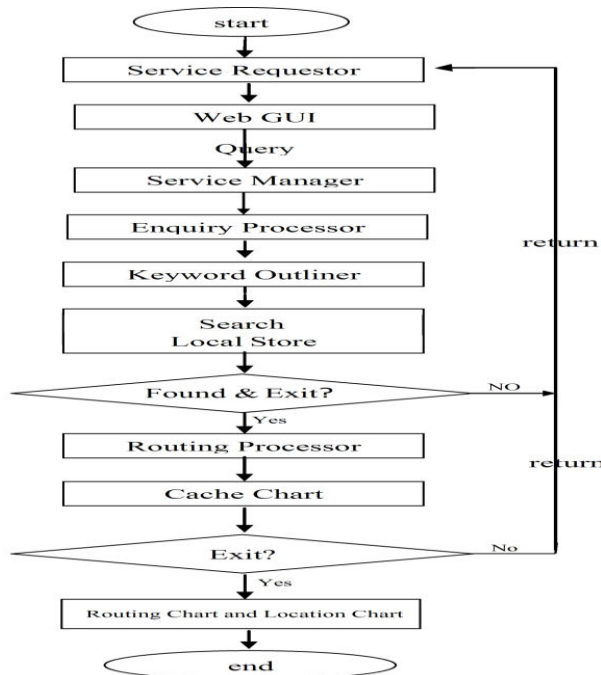 start
Service Requestor
Web GUI
Query
Service Manager
Enquiry Processor
return
Keyword Outliner
Search
Local Store
Found & Exit?
NO
Yes
Routing Processor
return
Cache Chart
Exit?
No
Yes
Routing Chart and Location Chart
end